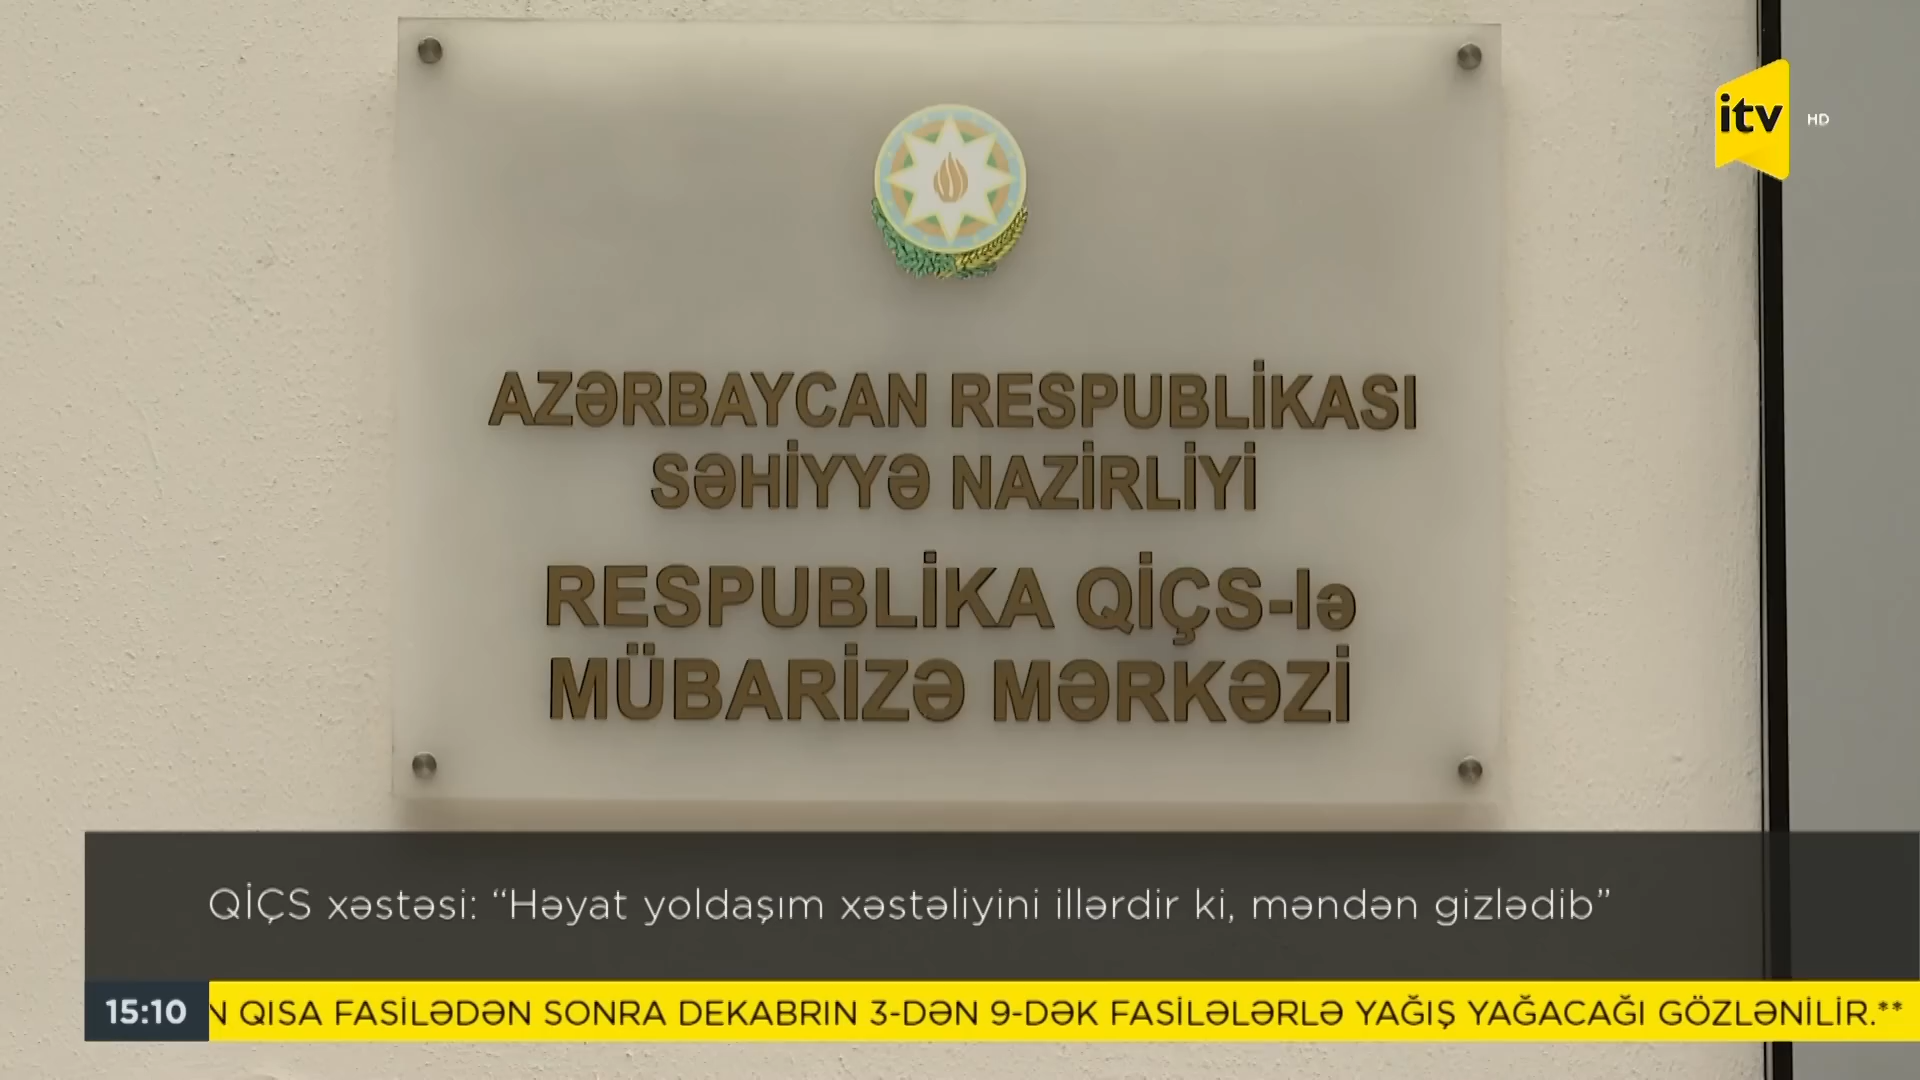 itv HD
AZƏRBAYCAN RESPUBLİKASI
SƏHİYYƏ NAZİRLİYİ
RESPUBLİKA QİÇS-lə
MÜBARİZƏ MƏRKƏZİ
QİÇS xəstəsi: “Həyat yoldaşım xəstəliyini illərdir ki, məndən gizlədib”
15:10 N QISA FASİLƏDƏN SONRA DEKABRIN 3-DƏN 9-DƏK FASİLƏLƏRLƏ YAĞIŞ YAĞACAĞI GÖZLƏNİLİR.**